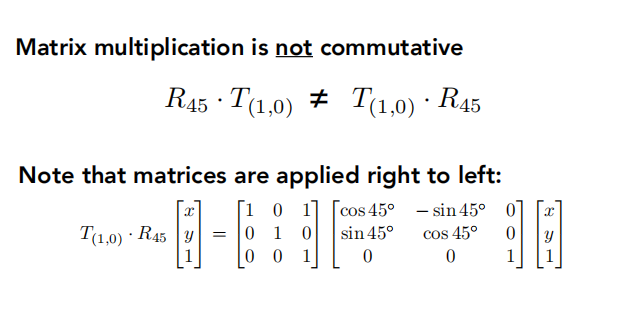 Matrix multiplication is not commutative
R₄₅ · T₍₁,₀₎ ≠ T₍₁,₀₎ · R₄₅
Note that matrices are applied right to left:
T₍₁,₀₎ · R₄₅ [x y 1] = [1 0 1; 0 1 0; 0 0 1] [cos 45° − sin 45° 0; sin 45° cos 45° 0; 0 0 1] [x y 1]